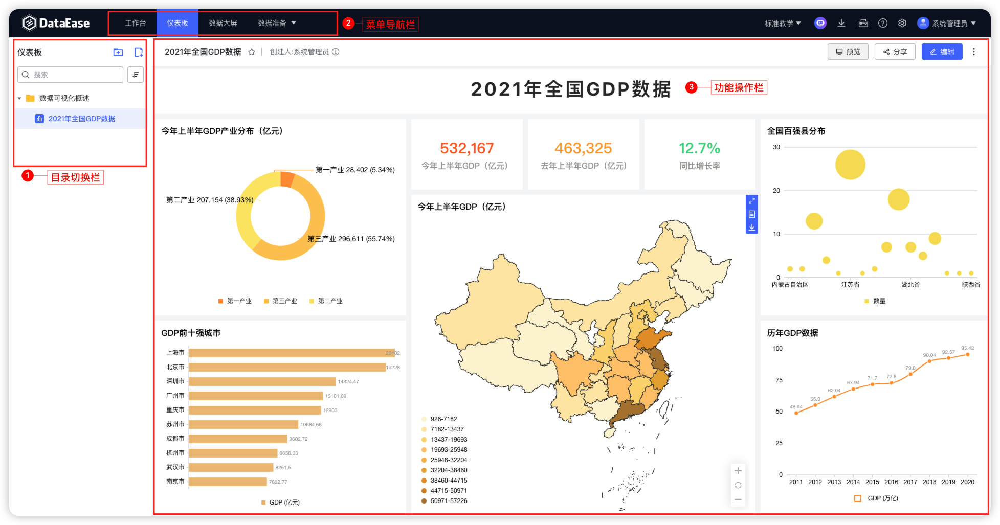 DataEase
工作台
仪表板
数据大屏
数据准备
2
菜单导航栏
标准教学
系统管理员
仪表板
搜索
数据可视化概述
2021年全国GDP数据
1
目录切换栏
2021年全国GDP数据
创建人:系统管理员
预览
分享
编辑
2021年全国GDP数据
3
功能操作栏
今年上半年GDP产业分布（亿元）
第一产业 28,402 (5.34%)
第二产业 207,154 (38.93%)
第三产业 296,611 (55.74%)
第一产业
第三产业
第二产业
532,167
今年上半年GDP（亿元）
463,325
去年上半年GDP（亿元）
12.7%
同比增长率
全国百强县分布
30
20
10
0
内蒙古自治区
江苏省
湖北省
陕西省
数量
今年上半年GDP（亿元）
926-7182
7182-13437
13437-19693
19693-25948
25948-32204
32204-38460
38460-44715
44715-50971
50971-57226
GDP前十强城市
上海市
20102
北京市
19228
深圳市
14324.47
广州市
13101.89
重庆市
12903
苏州市
10684.66
成都市
9602.72
杭州市
8656.03
武汉市
8251.5
南京市
7622.77
GDP (亿元)
历年GDP数据
100
75
50
25
0
48.94
55.3
62.04
67.94
71.7
72.8
79.8
90.04
92.57
95.42
2011
2012
2013
2014
2015
2016
2017
2018
2019
2020
GDP (万亿)